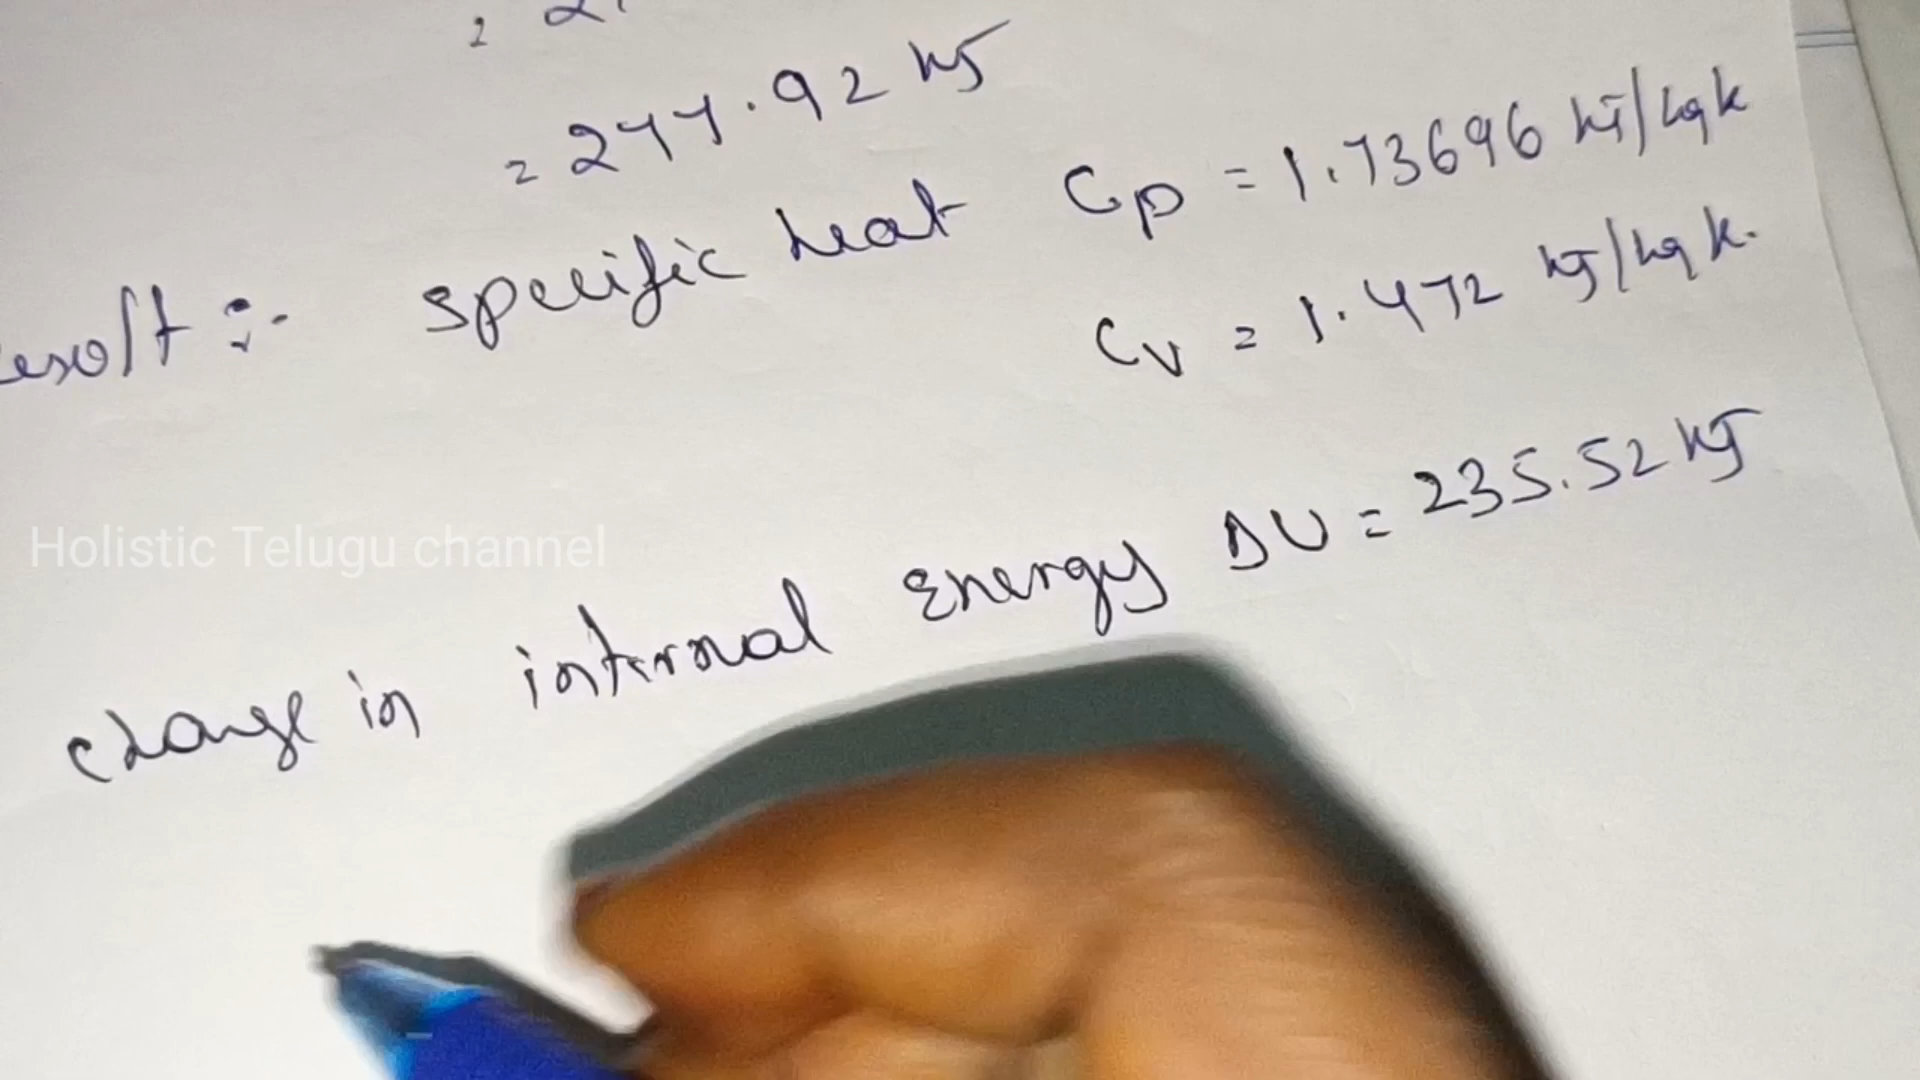 = 277.92 kJ
Result :- specific heat Cp = 1.73696 kJ/kgk
Cv = 1.472 kJ/kgk.
Holistic Telugu channel
change in internal energy ΔU = 235.52 kJ